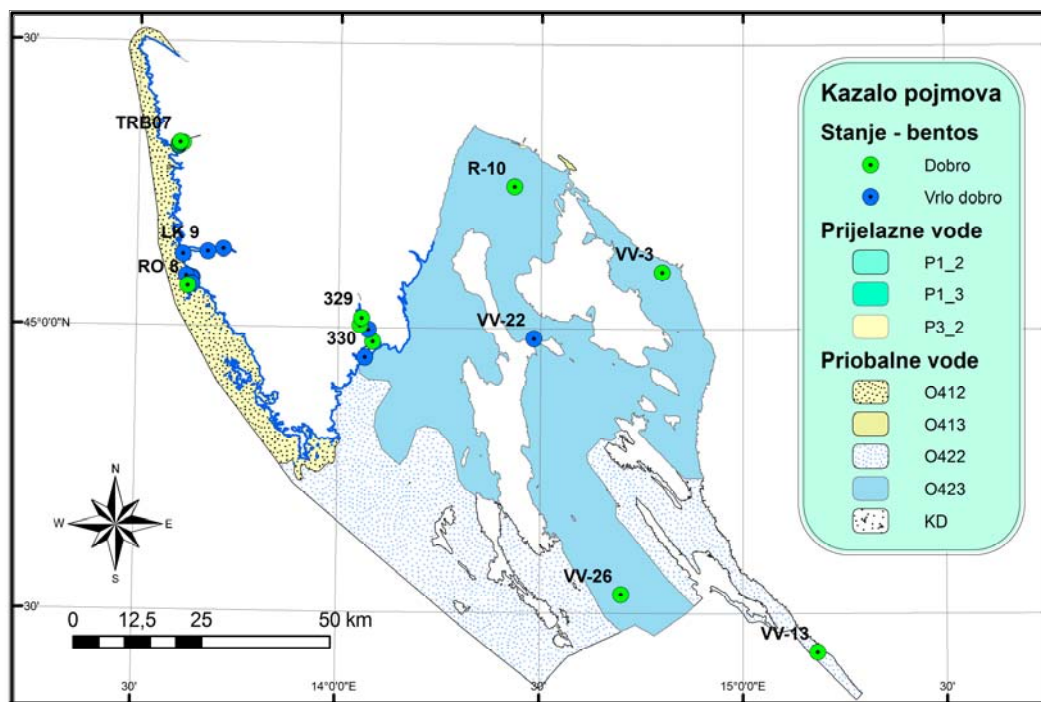 30'
TRB07
LK 9
RO 8
45°0'0"N
30'
R-10
VV-3
329
VV-22
330
VV-26
VV-13
Kazalo pojmova
Stanje - bentos
Dobro
Vrlo dobro
Prijelazne vode
P1_2
P1_3
P3_2
Priobalne vode
O412
O413
O422
O423
KD
N
W E
S
0 12,5 25 50 km
30' 14°0'0"E 30' 15°0'0"E 30'